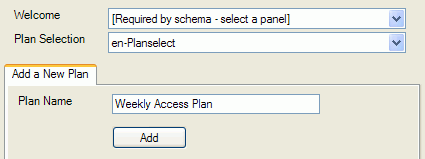 Welcome [Required by schema - select a panel]
Plan Selection en-Planselect
Add a New Plan
Plan Name Weekly Access Plan
Add